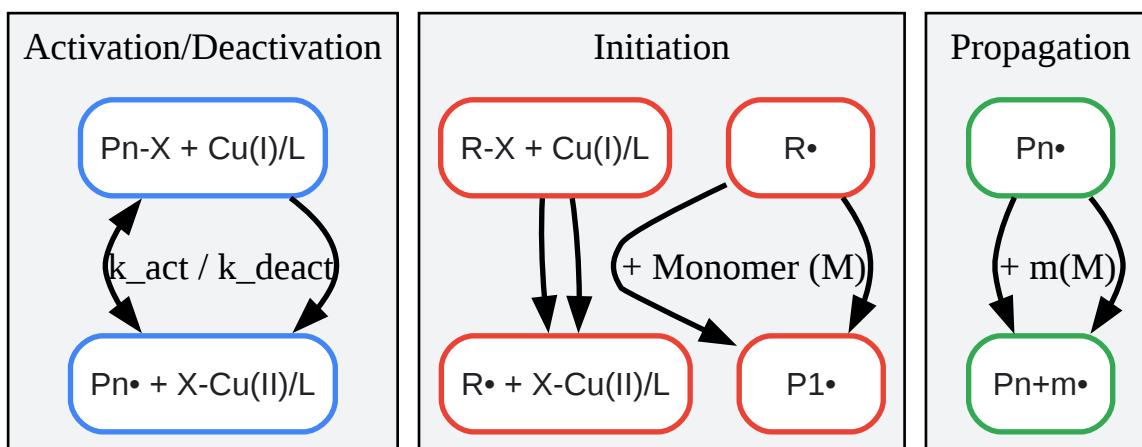 Activation/Deactivation
Pn-X + Cu(I)/L
k_act / k_deact
Pn• + X-Cu(II)/L
Initiation
R-X + Cu(I)/L
R•
+ Monomer (M)
R• + X-Cu(II)/L
P1•
Propagation
Pn•
+ m(M)
Pn+m•